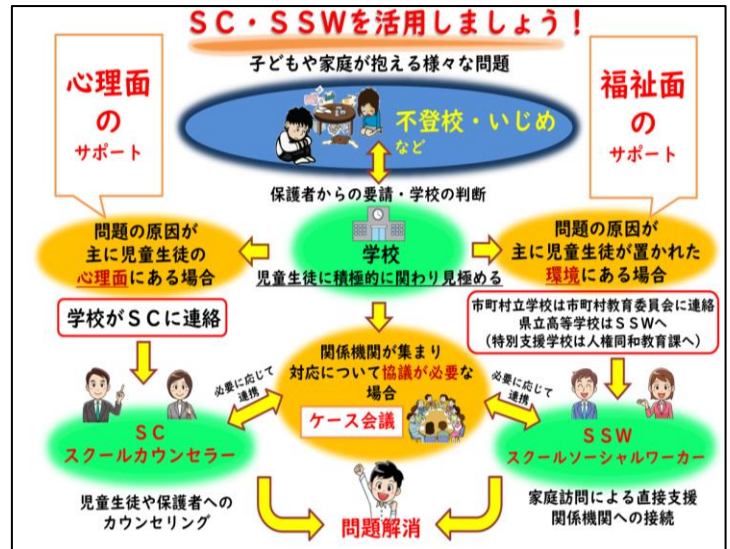 SC・SSWを活用しましょう！
子どもや家庭が抱える様々な問題
心理面
の
サポート
福祉面
の
サポート
不登校・いじめ
など
保護者からの要請・学校の判断
学校
児童生徒に積極的に関わり見極める
問題の原因が
主に児童生徒の
心理面にある場合
問題の原因が
主に児童生徒が置かれた
環境にある場合
学校がSCに連絡
市町村立学校は市町村教育委員会に連絡
県立高等学校はSSWへ
（特別支援学校は人権同和教育課へ）
関係機関が集まり
対応について協議が必要な
場合
ケース会議
必要に応じて
連携
必要に応じて
連携
SC
スクールカウンセラー
SSW
スクールソーシャルワーカー
児童生徒や保護者への
カウンセリング
問題解消
家庭訪問による直接支援
関係機関への接続